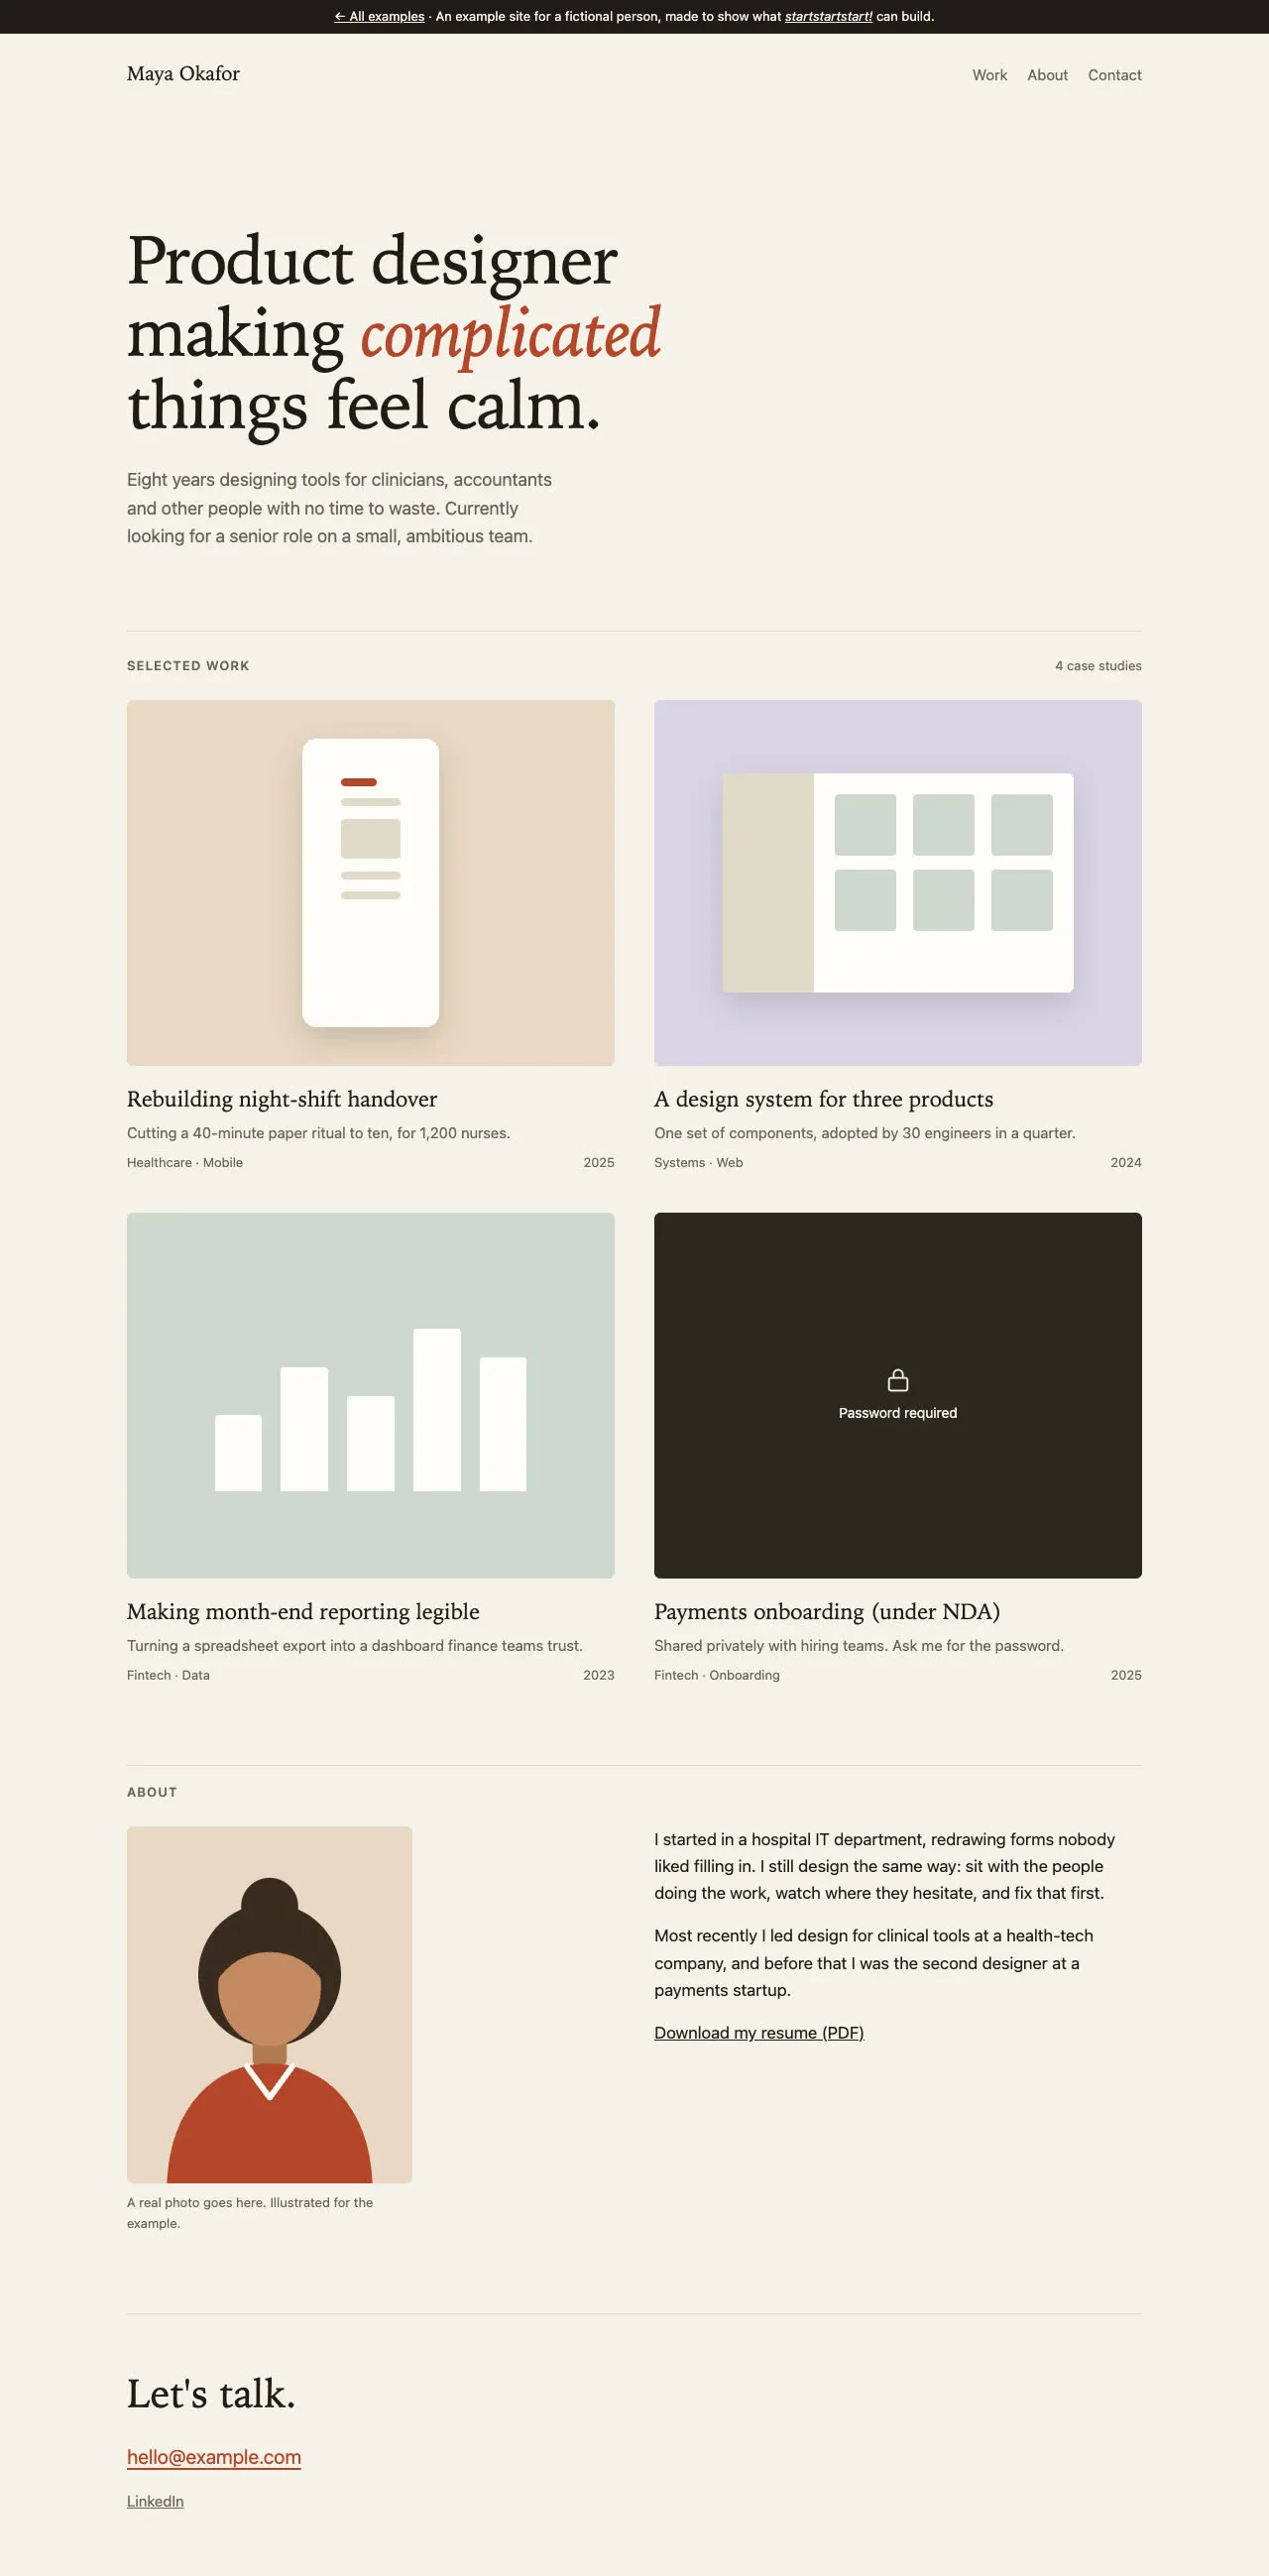 ← All examples · An example site for a fictional person, made to show what startstartstart! can build.
Maya Okafor
Work About Contact
Product designer
making complicated
things feel calm.
Eight years designing tools for clinicians, accountants
and other people with no time to waste. Currently
looking for a senior role on a small, ambitious team.
SELECTED WORK
4 case studies
Rebuilding night-shift handover
Cutting a 40-minute paper ritual to ten, for 1,200 nurses.
Healthcare · Mobile
2025
A design system for three products
One set of components, adopted by 30 engineers in a quarter.
Systems · Web
2024
Making month-end reporting legible
Turning a spreadsheet export into a dashboard finance teams trust.
Fintech · Data
2023
Password required
Payments onboarding (under NDA)
Shared privately with hiring teams. Ask me for the password.
Fintech · Onboarding
2025
ABOUT
A real photo goes here. Illustrated for the
example.
I started in a hospital IT department, redrawing forms nobody
liked filling in. I still design the same way: sit with the people
doing the work, watch where they hesitate, and fix that first.
Most recently I led design for clinical tools at a health-tech
company, and before that I was the second designer at a
payments startup.
Download my resume (PDF)
Let's talk.
hello@example.com
LinkedIn